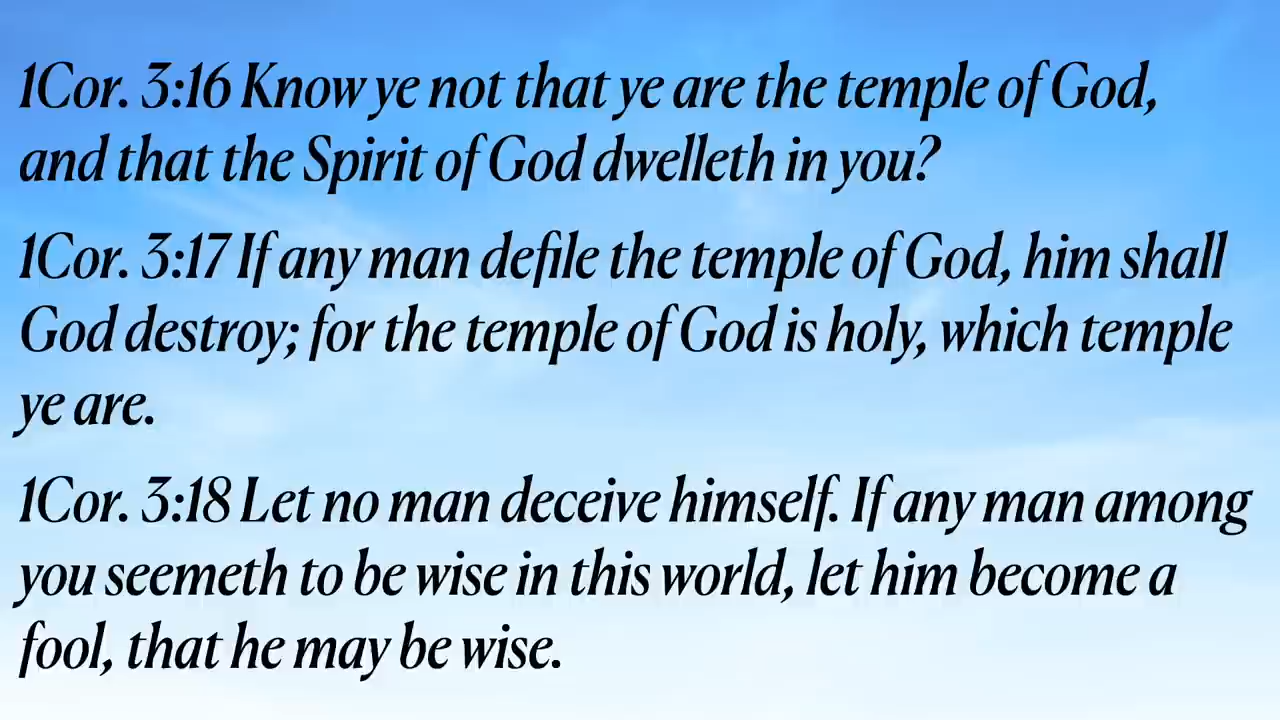 1Cor. 3:16 Know ye not that ye are the temple of God,
and that the Spirit of God dwelleth in you?
1Cor. 3:17 If any man defile the temple of God, him shall
God destroy; for the temple of God is holy, which temple
ye are.
1Cor. 3:18 Let no man deceive himself. If any man among
you seemeth to be wise in this world, let him become a
fool, that he may be wise.